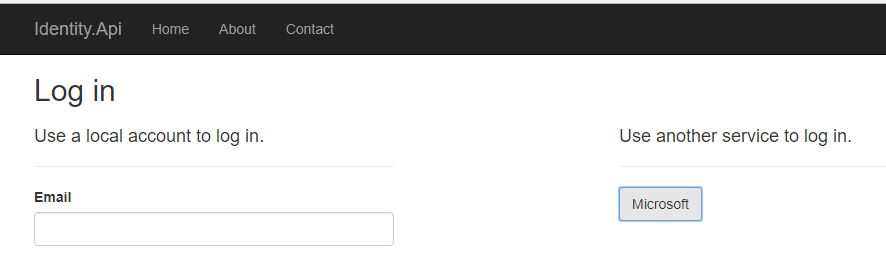 Identity.Api Home About Contact
Log in
Use a local account to log in.
Use another service to log in.
Email
Microsoft